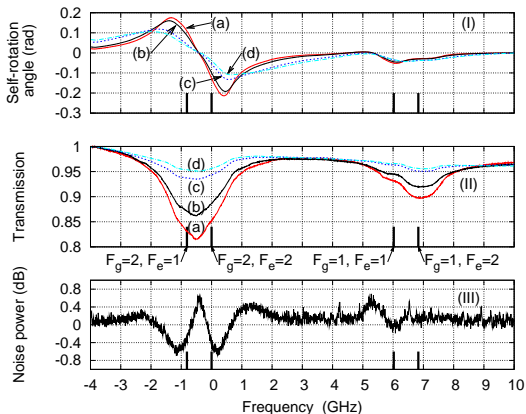 0.2
(a)
(I)
0.1
(b)
0
(d)
-0.1
(c)
-0.2
-0.3
Self-rotation
angle (rad)
1
0.95
(d)
(c)
(II)
0.9
(b)
0.85
(a)
0.8
Transmission
Fg=2, Fe=1
Fg=2, Fe=2
Fg=1, Fe=1
Fg=1, Fe=2
0.8
(III)
0.4
0
-0.4
-0.8
Noise power (dB)
-4 -3 -2 -1 0 1 2 3 4 5 6 7 8 9 10
Frequency (GHz)